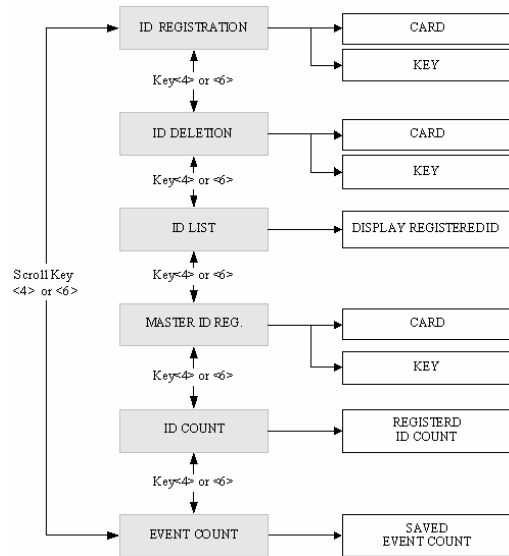 ID REGISTRATION
CARD
KEY
Key<4> or <6>
ID DELETION
CARD
KEY
Key<4> or <6>
ID LIST
DISPLAY REGISTEREDID
Scroll Key
<4> or <6>
Key<4> or <6>
MASTER ID REG.
CARD
KEY
Key<4> or <6>
ID COUNT
REGISTERD
ID COUNT
Key<4> or <6>
EVENT COUNT
SAVED
EVENT COUNT